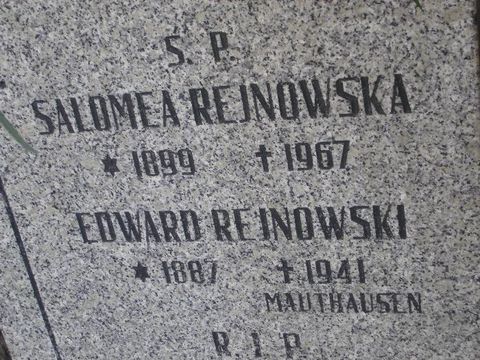 S. P.
SALOMEA REJNOWSKA
* 1899 † 1967
EDWARD REJNOWSKI
* 1887 † 1941
MAUTHAUSEN
R. I. P.